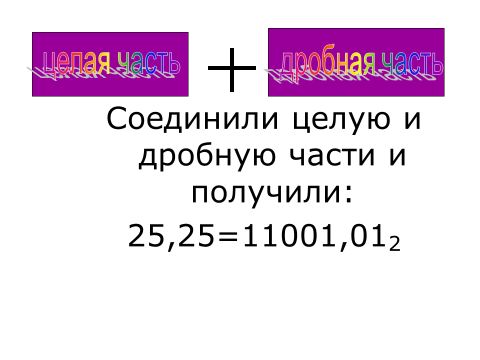 целая часть + дробная часть
Соединили целую и
дробную части и
получили:
25,25=11001,01₂